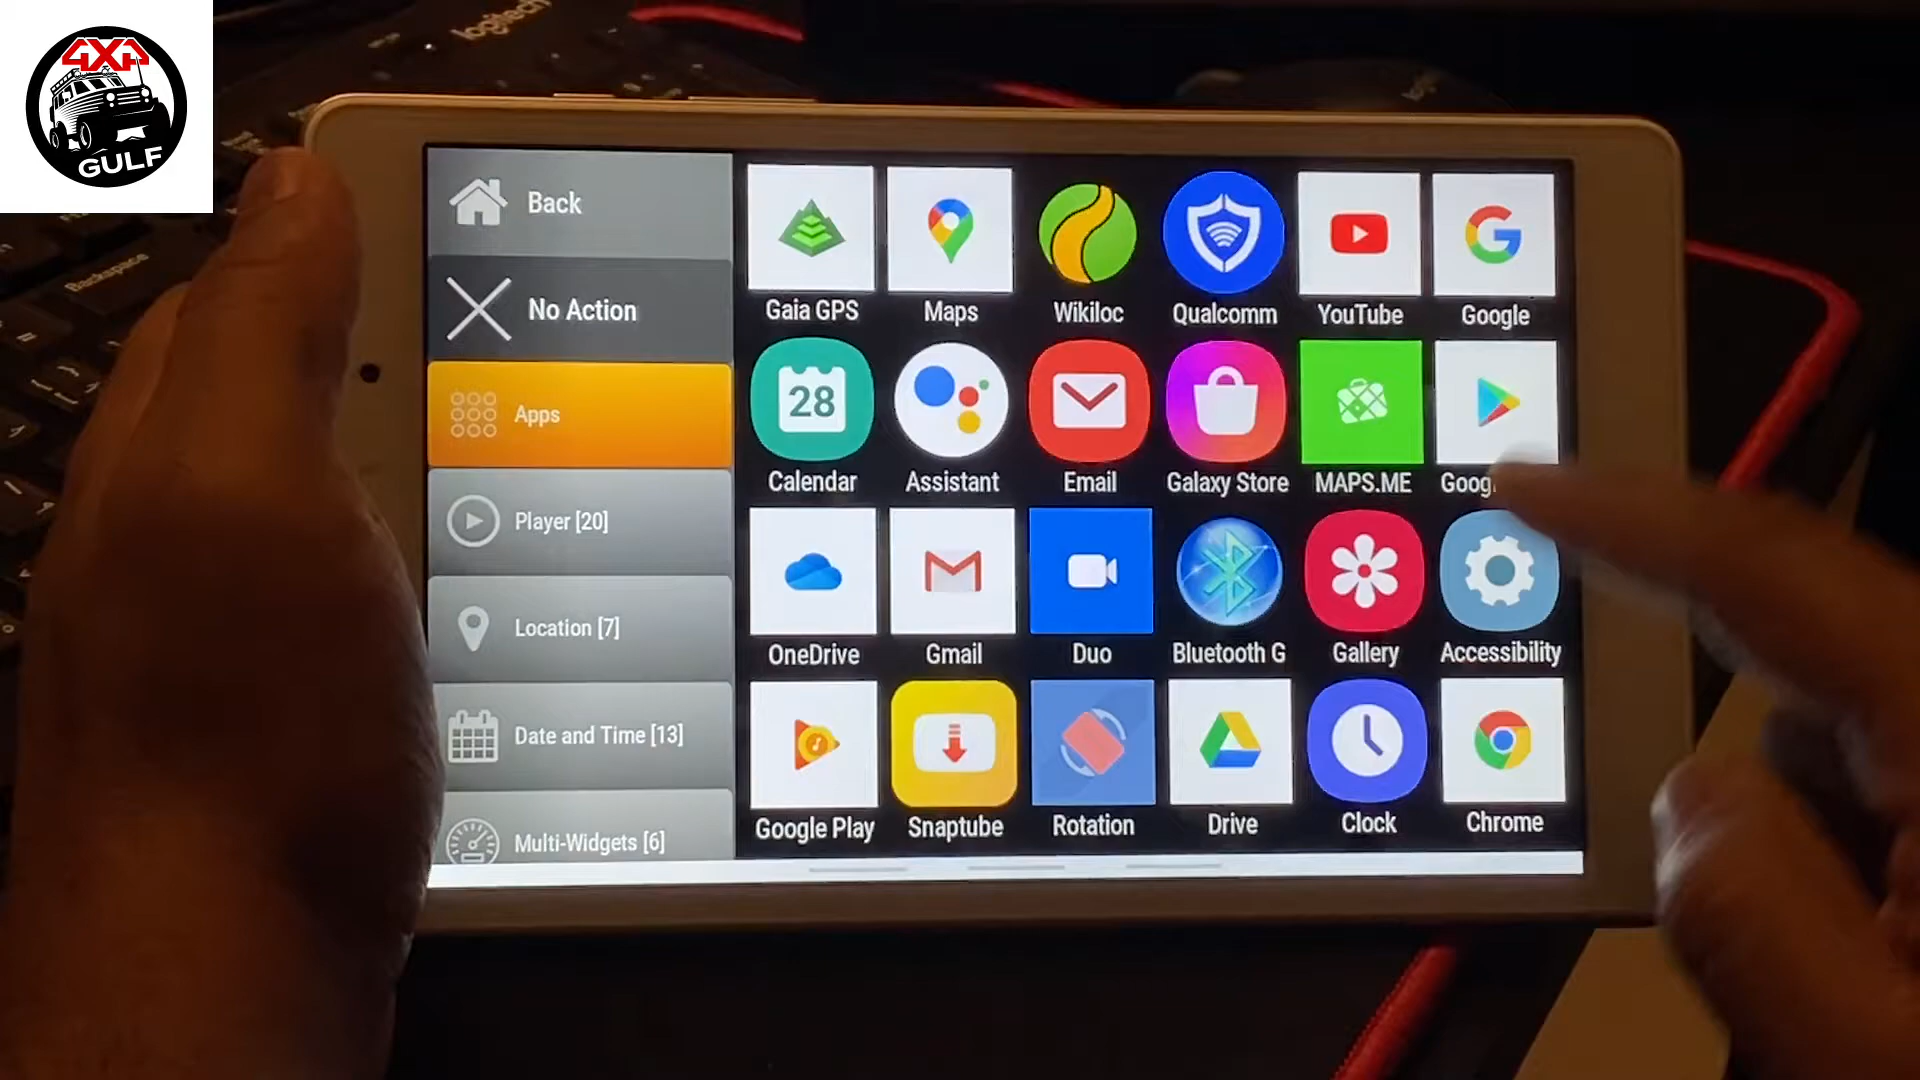 4X4
GULF
logitech
Backspace
Back
No Action
Apps
Player [20]
Location [7]
Date and Time [13]
Multi-Widgets [6]
Gaia GPS
Maps
Wikiloc
Qualcomm
YouTube
Google
28
Calendar
Assistant
Email
Galaxy Store
MAPS.ME
OneDrive
Gmail
Duo
Bluetooth G
Gallery
Accessibility
Google Play
Snaptube
Rotation
Drive
Clock
Chrome